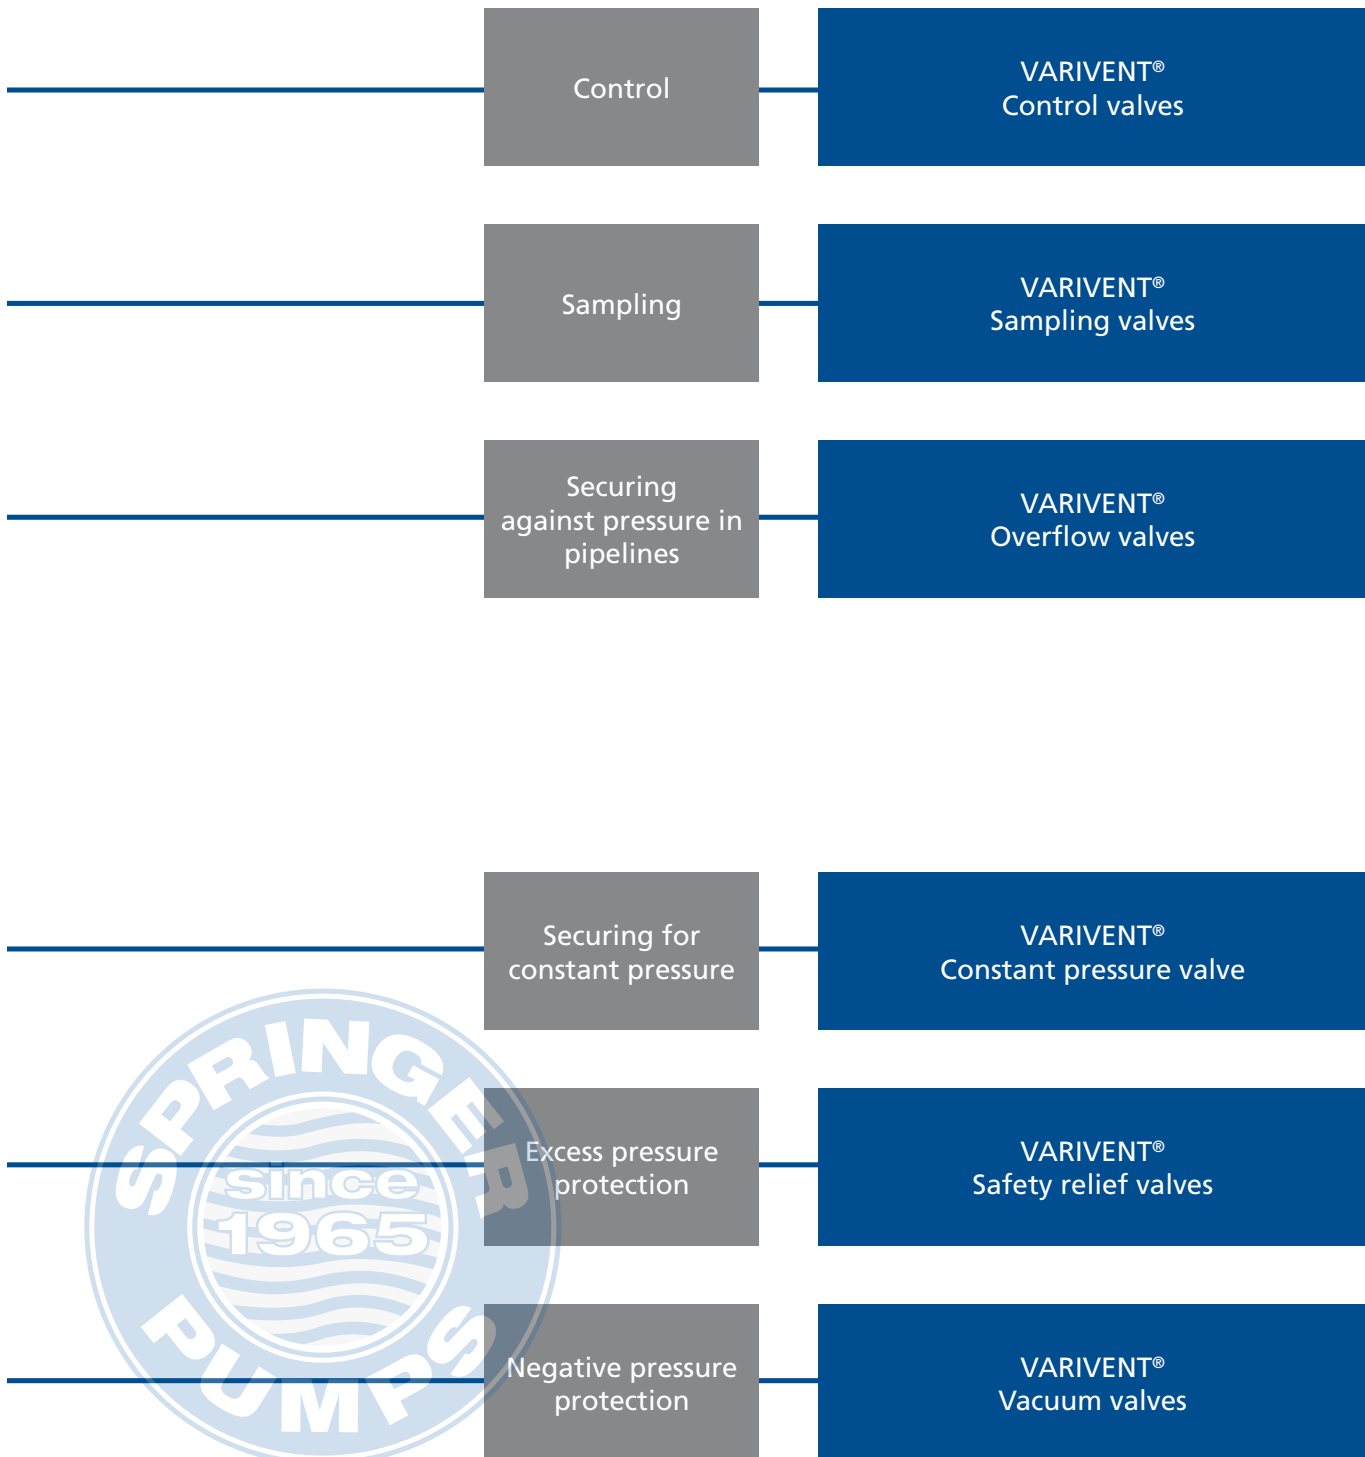 Control
VARIVENT®
Control valves
Sampling
VARIVENT®
Sampling valves
Securing
against pressure in
pipelines
VARIVENT®
Overflow valves
Securing for
constant pressure
VARIVENT®
Constant pressure valve
Excess pressure
protection
VARIVENT®
Safety relief valves
Negative pressure
protection
VARIVENT®
Vacuum valves
SPRINGER
since
1965
PUMPS